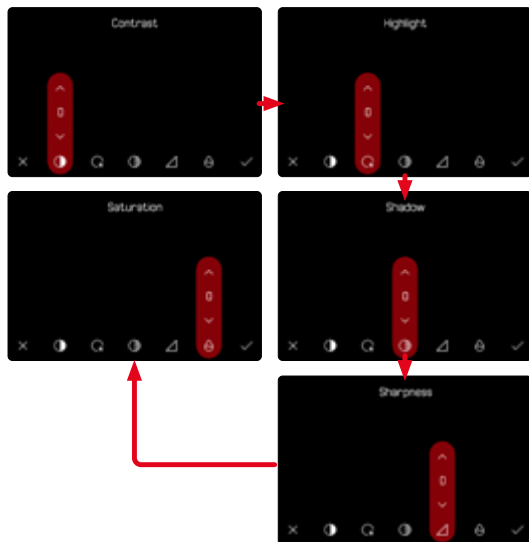 Contrast
0
Highlight
0
Shadow
0
Sharpness
0
Saturation
0